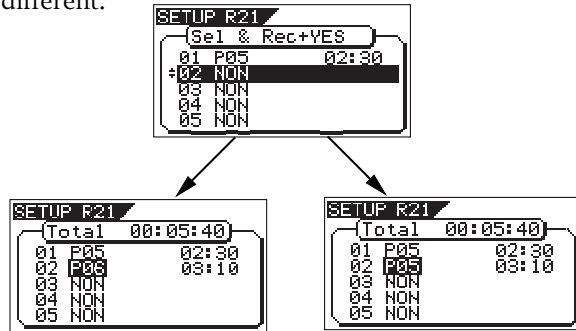 different.
SETUP R21
Sel & Rec+YES
01 P05 02:30
02 NON
03 NON
04 NON
05 NON
SETUP R21
Total 00:05:40
01 P05 02:30
02 P06 03:10
03 NON
04 NON
05 NON
SETUP R21
Total 00:05:40
01 P05 02:30
02 P05 03:10
03 NON
04 NON
05 NON